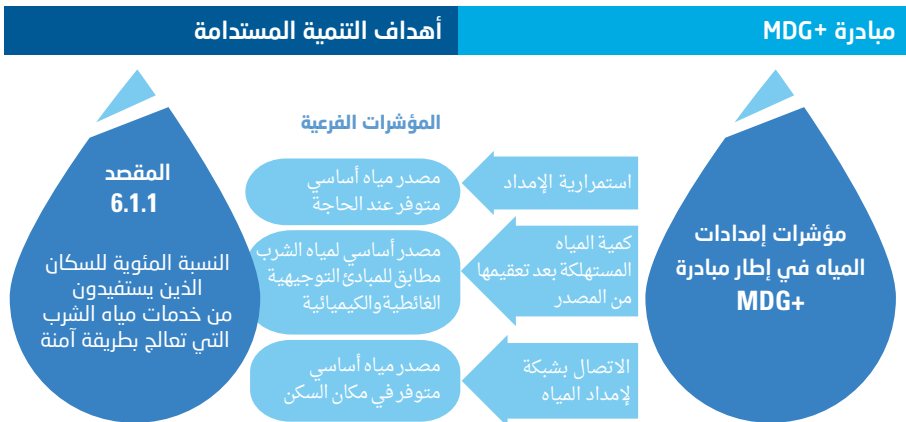 مبادرة +MDG
أهداف التنمية المستدامة
مؤشرات إمدادات
المياه في إطار مبادرة
MDG+
استمرارية الإمداد
كمية المياه
المستهلكة بعد تعقيمها
من المصدر
الاتصال بشبكة
لإمداد المياه
المؤشرات الفرعية
مصدر مياه أساسي
متوفر عند الحاجة
مصدر أساسي لمياه الشرب
مطابق للمبادئ التوجيهية
الغائطية والكيميائية
مصدر مياه أساسي
متوفر في مكان السكن
المقصد
6.1.1
النسبة المئوية للسكان
الذين يستفيدون
من خدمات مياه الشرب
التي تعالج بطريقة آمنة